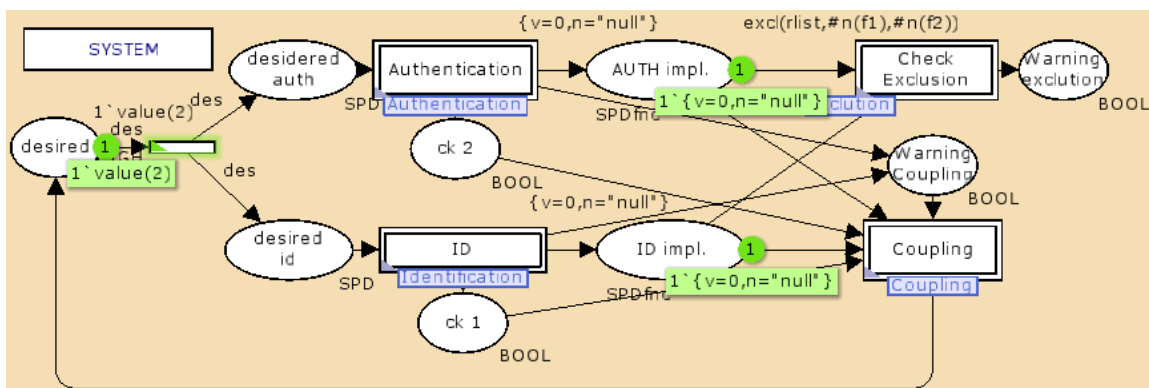 {v=0,n="null"}
excl(rlist,#n(f1),#n(f2))
SYSTEM
desidered
auth
Authentication
AUTH impl.
1
Check
Exclusion
Warning
exclution
SPD
Authentication
1`{v=0,n="null"}
clution
BOOL
1`value(2)
des
des
SPDfnc
desired
1
ck 2
Warning
Coupling
1`value(2)
des
BOOL
{v=0,n="null"}
BOOL
desired
id
ID
ID impl.
1
Coupling
SPD
Identification
1`{v=0,n="null"}
Coupling
SPDfnc
ck 1
BOOL